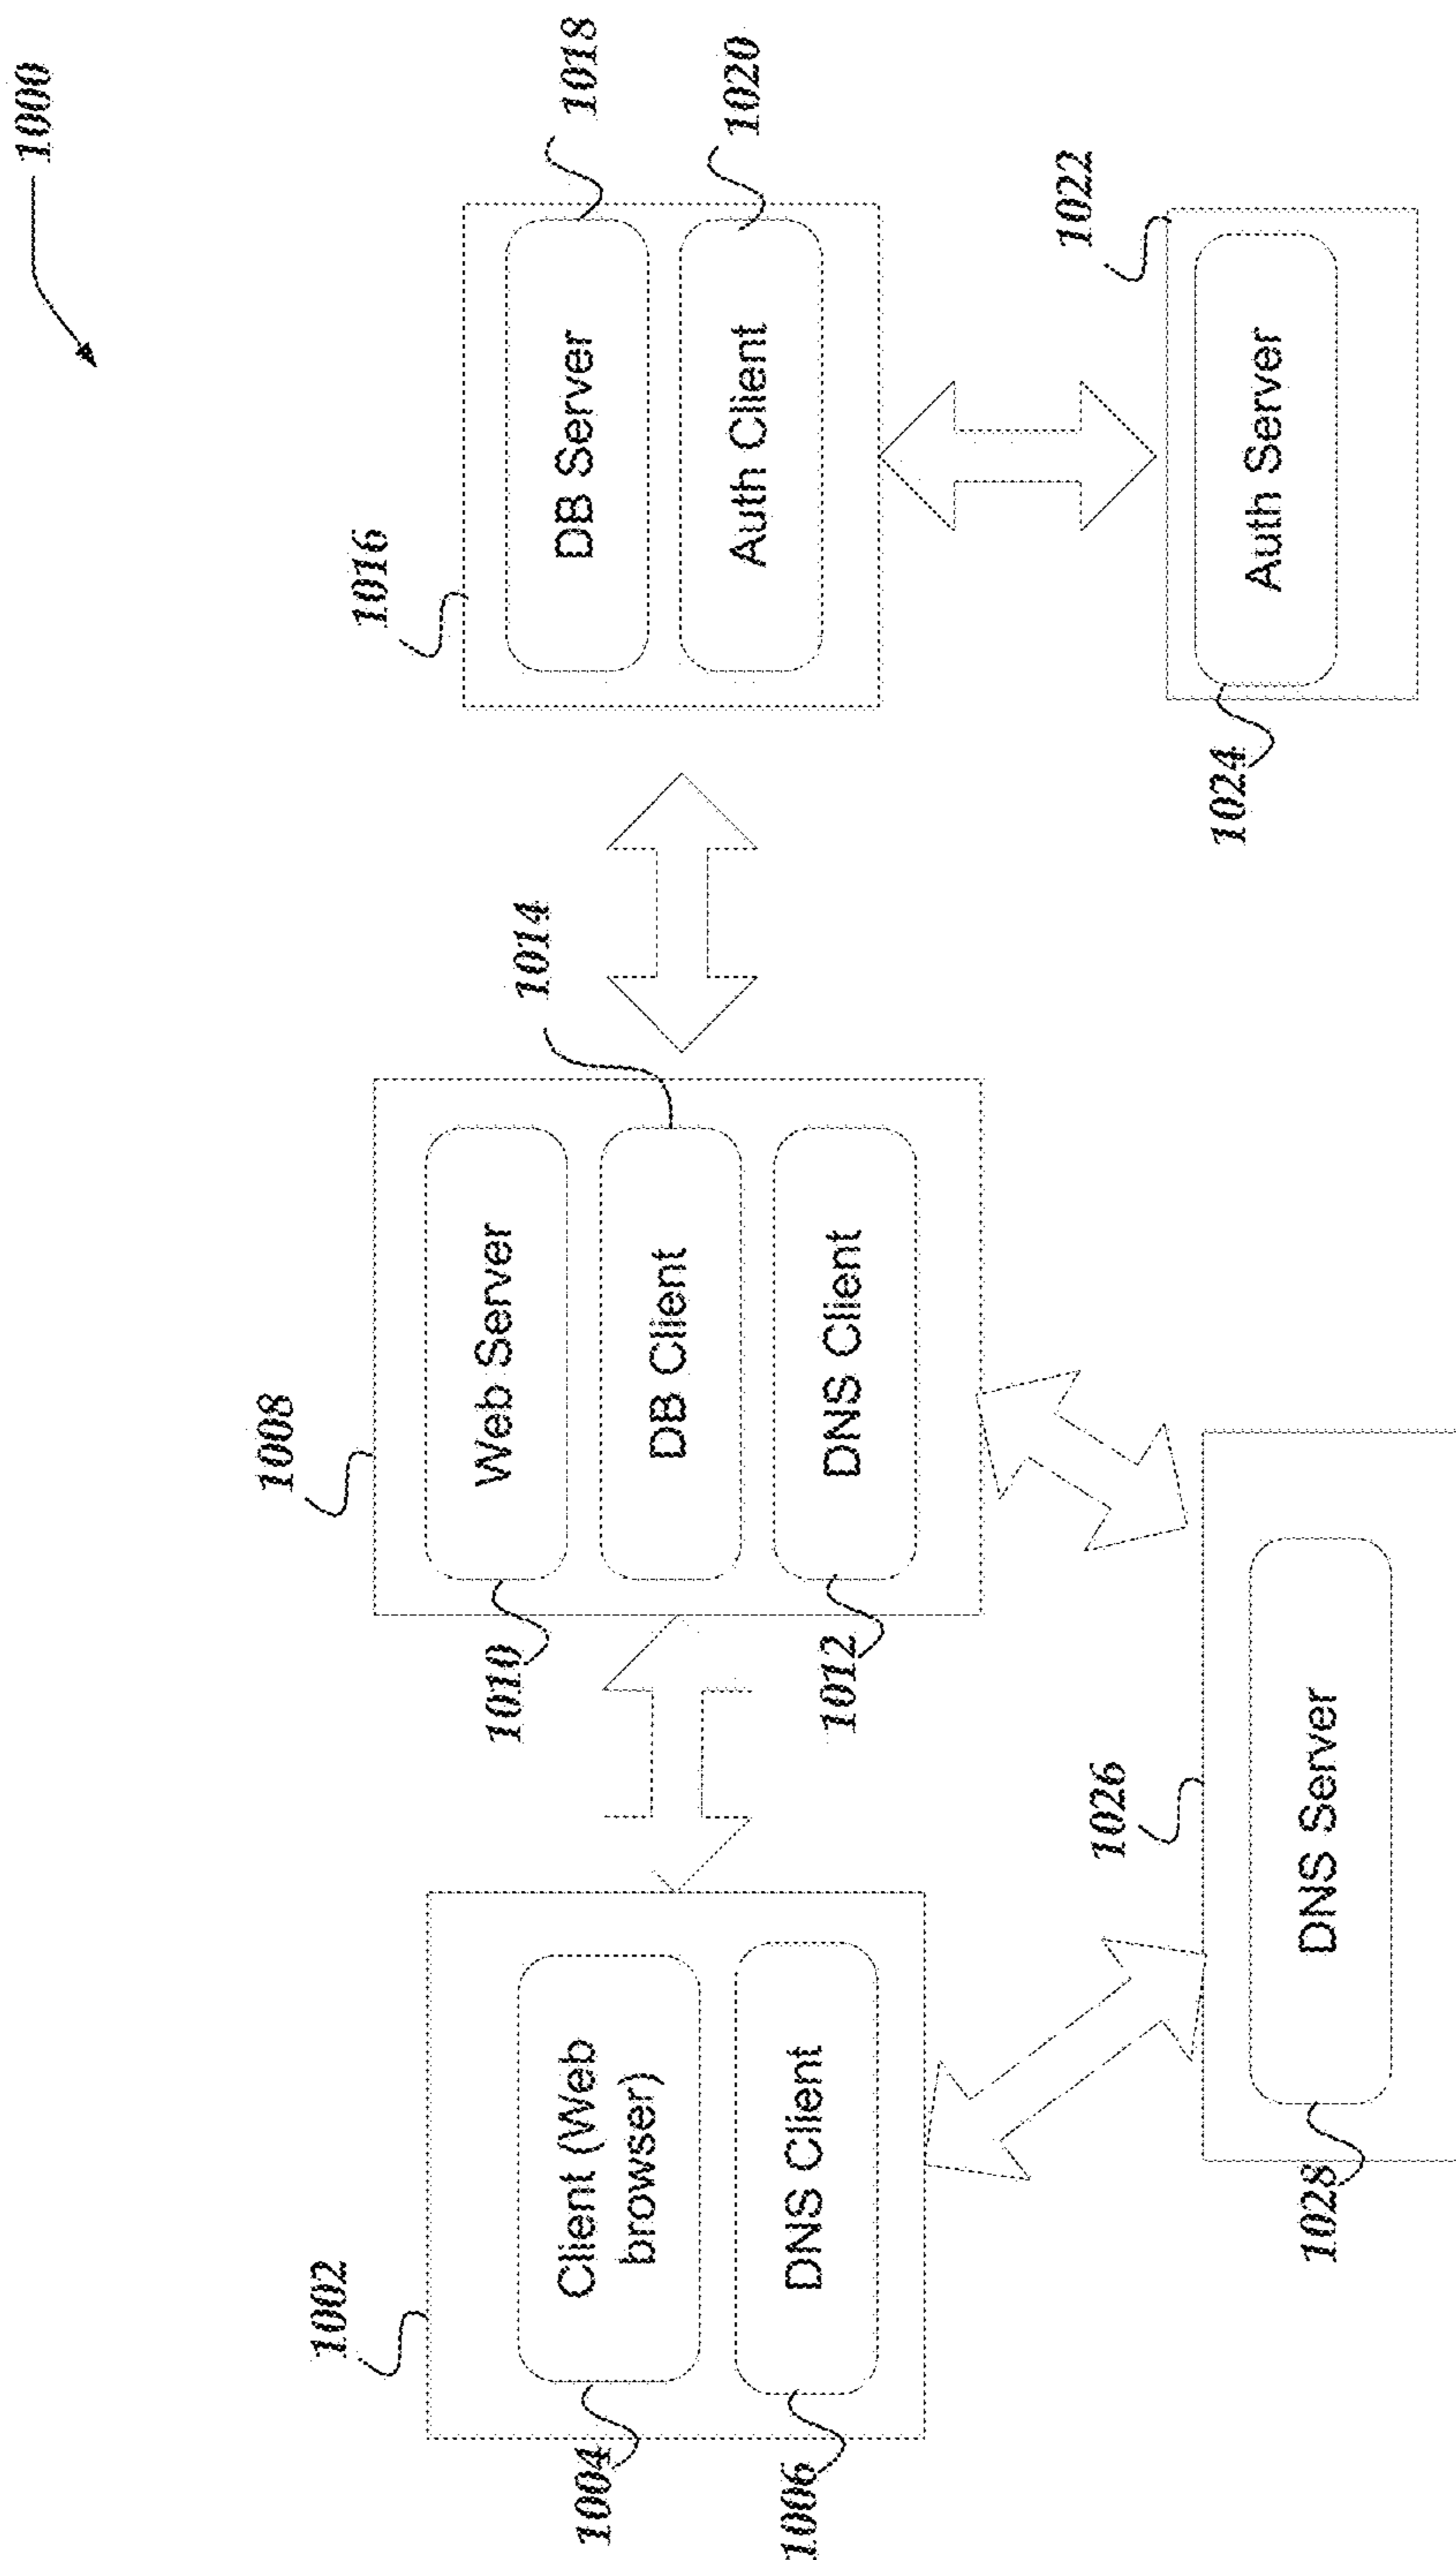 1000
1002
Client (Web
browser)
1004
DNS Client
1006
1008
Web Server
1010
DB Client
1014
DNS Client
1012
1016
DB Server
1018
Auth Client
1020
1022
Auth Server
1024
1026
DNS Server
1028